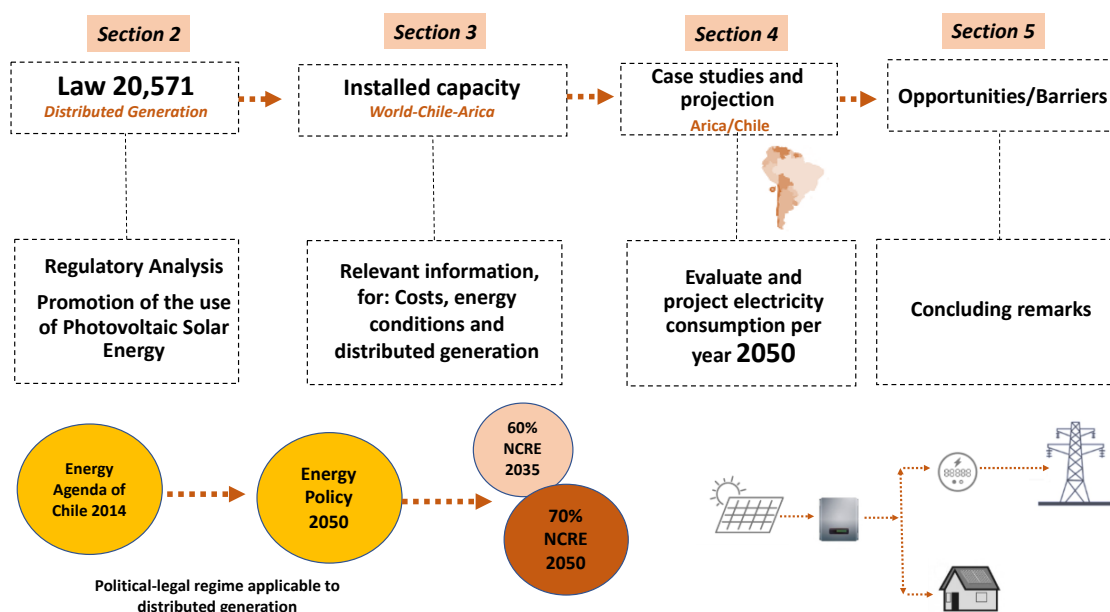 Section 2
Section 3
Section 4
Section 5
Law 20,571
Distributed Generation
Installed capacity
World-Chile-Arica
Case studies and
projection
Arica/Chile
Opportunities/Barriers
Regulatory Analysis
Promotion of the use
of Photovoltaic Solar
Energy
Relevant information,
for: Costs, energy
conditions and
distributed generation
Evaluate and
project electricity
consumption per
year 2050
Concluding remarks
Energy
Agenda of
Chile 2014
Energy
Policy
2050
60%
NCRE
2035
70%
NCRE
2050
88888
Political-legal regime applicable to
distributed generation